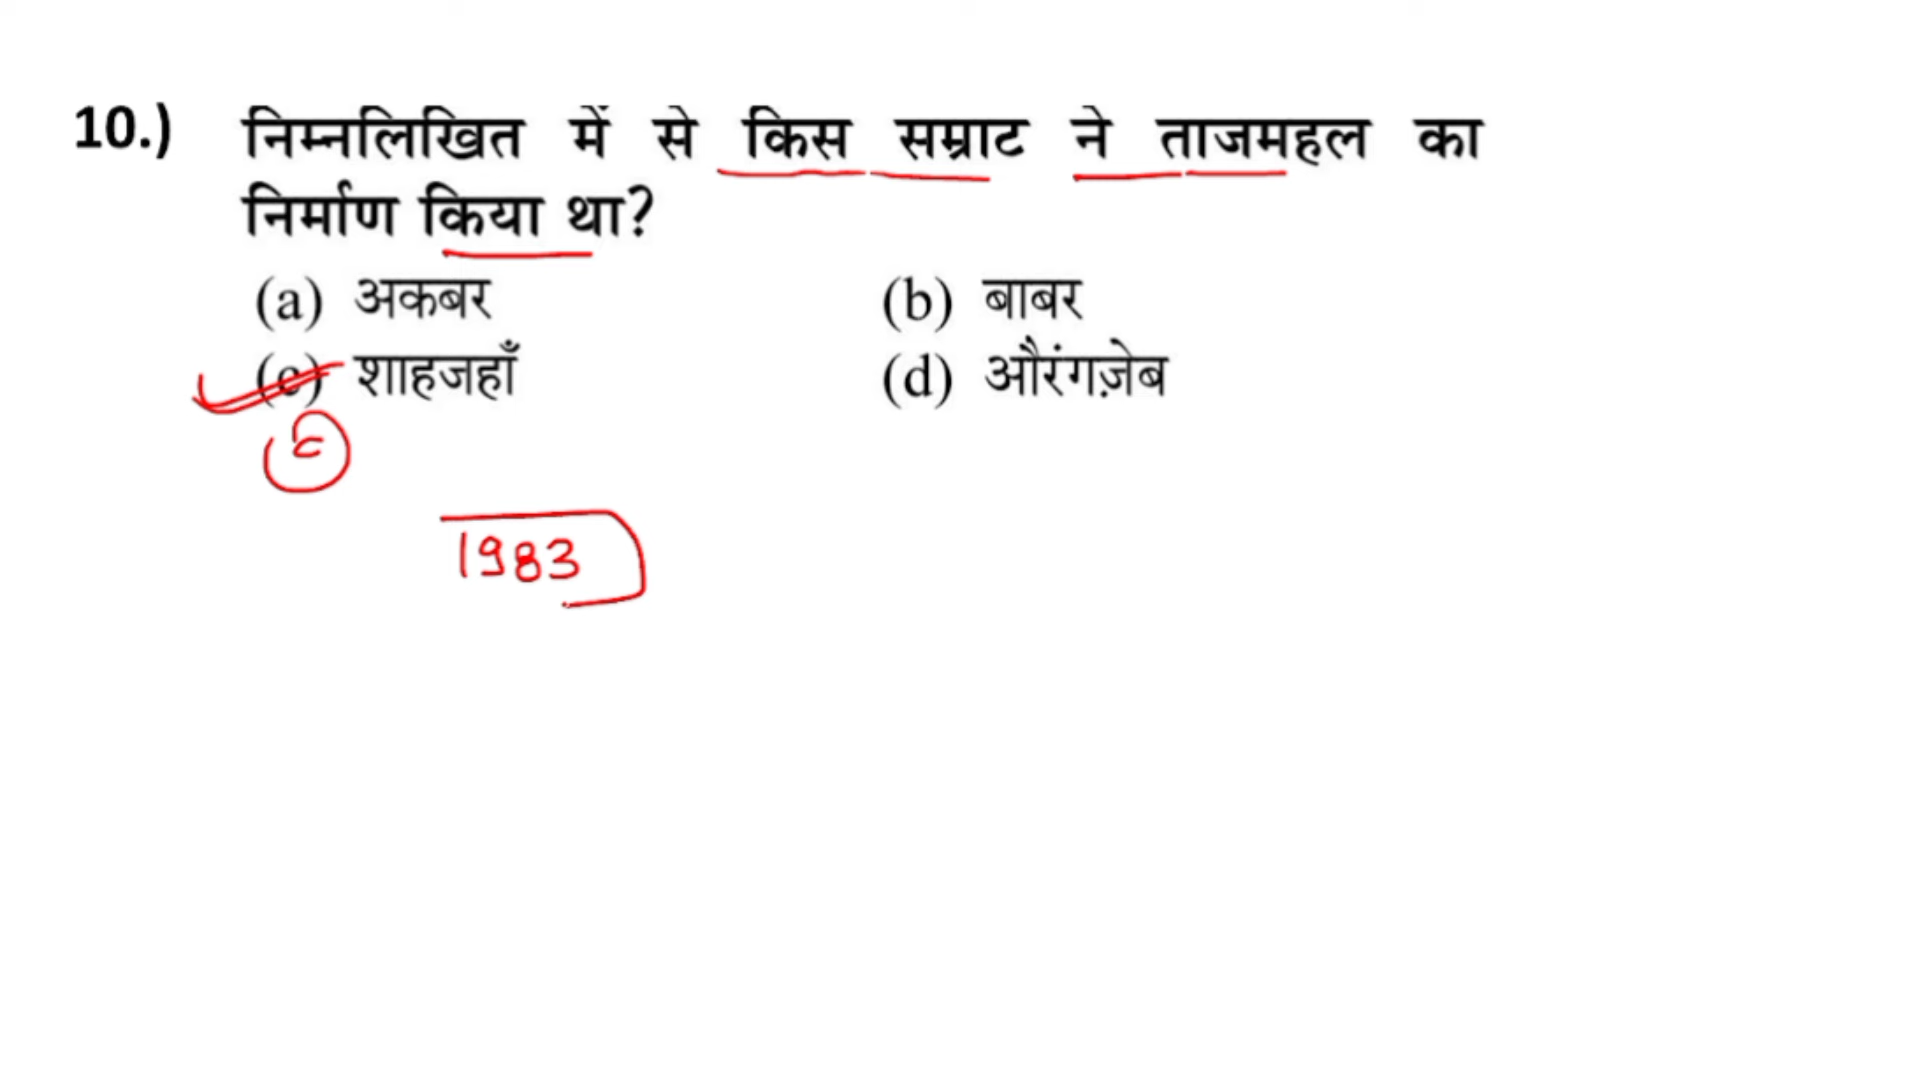 10.) निम्नलिखित में से किस सम्राट ने ताजमहल का
निर्माण किया था?
(a) अकबर (b) बाबर
(c) शाहजहाँ (d) औरंगज़ेब
c
1983